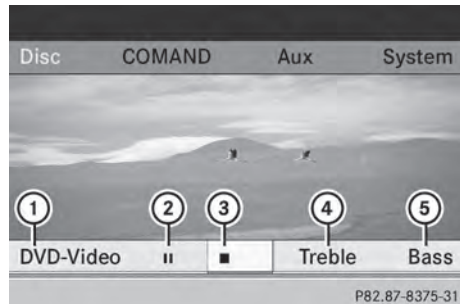 Disc COMAND Aux System
1 2 3 4 5
DVD-Video Treble Bass
P82.87-8375-31